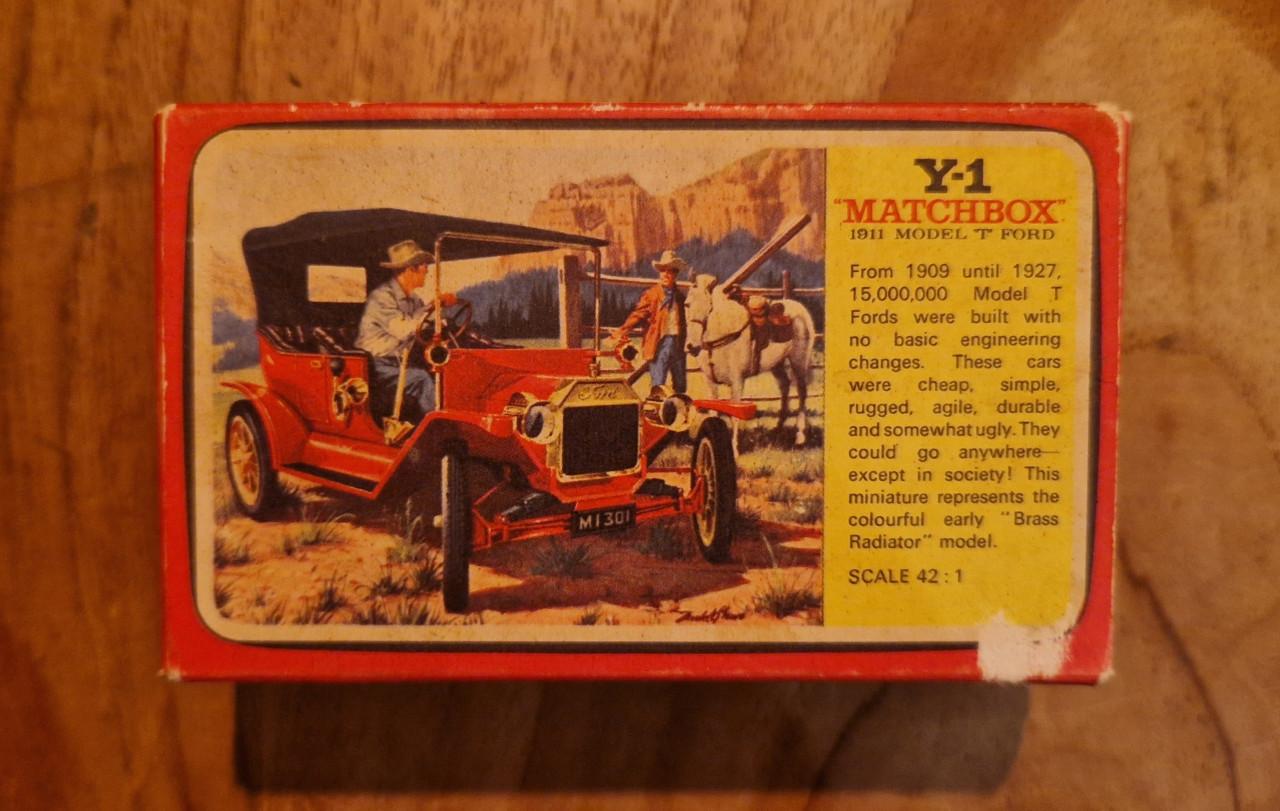 Y-1
"MATCHBOX"
1911 MODEL 'T' FORD
From 1909 until 1927,
15,000,000 Model T
Fords were built with
no basic engineering
changes. These cars
were cheap, simple,
rugged, agile, durable
and somewhat ugly. They
could go anywhere—
except in society! This
miniature represents the
colourful early "Brass
Radiator" model.
SCALE 42 : 1
Ford
M1301